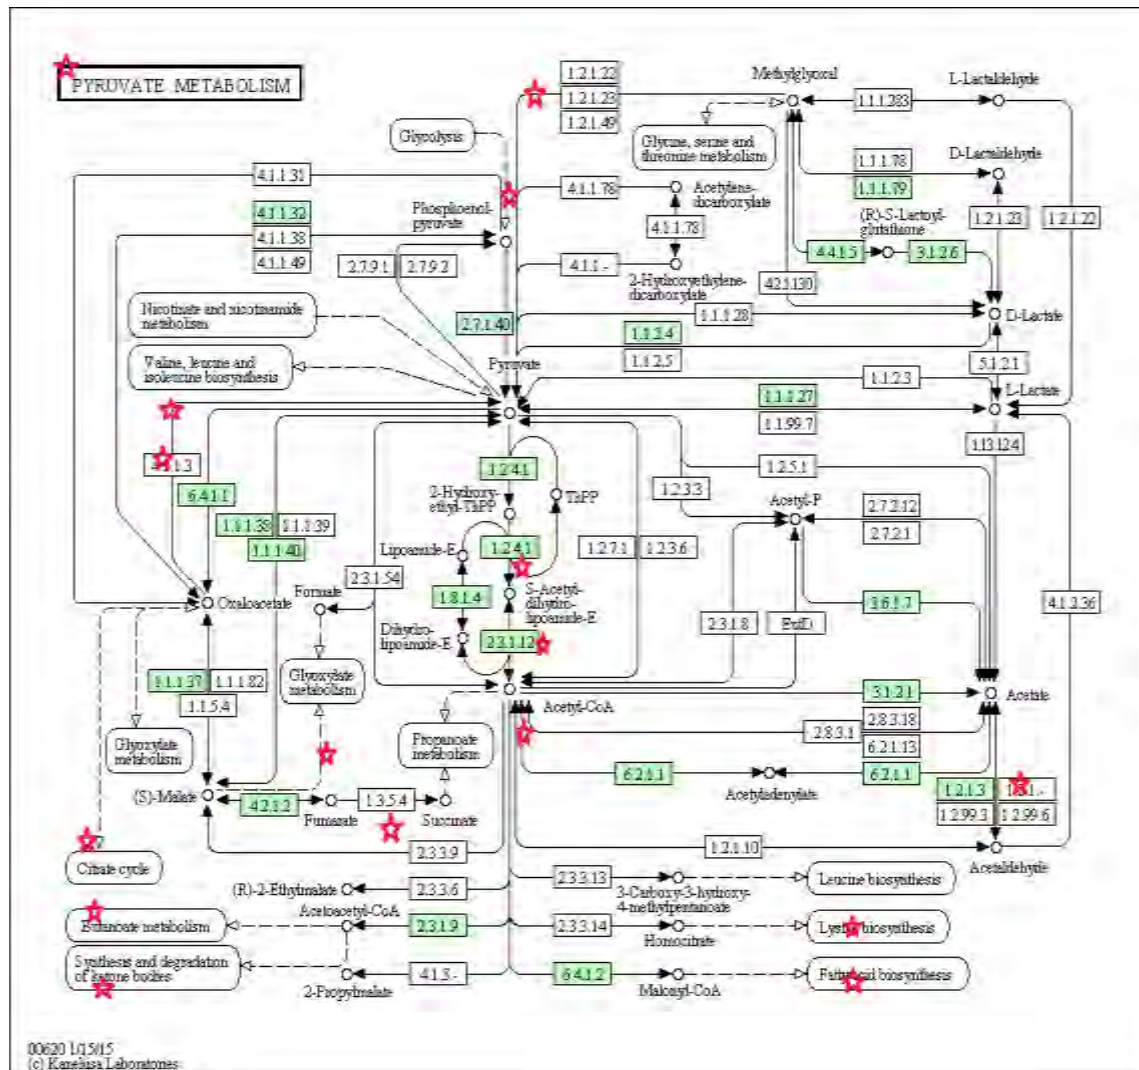 PYRUVATE METABOLISM
1.2.1.22
1.2.1.23
1.2.1.49
Methylglyoxal
1.1.1.283
L-Lactaldehyde
Glycolysis
Glycine, serine and
threonine metabolism
1.1.1.78
1.1.1.79
D-Lactaldehyde
4.1.1.31
4.1.1.32
4.1.1.38
4.1.1.49
Phosphoenol-
pyruvate
4.1.1.78
Acetylene-
dicarboxylate
4.1.1.78
(R)-S-Lactoyl-
glutathione
1.2.1.23
1.2.1.22
2.7.9.1
2.7.9.2
4.1.1.-
2-Hydroxyethylene-
dicarboxylate
4.4.1.5
3.1.2.6
4.2.1.130
Nicotinate and nicotinamide
metabolism
2.7.1.40
1.1.1.28
D-Lactate
1.1.2.4
1.1.2.5
Valine, leucine and
isoleucine biosynthesis
Pyruvate
5.1.2.1
1.1.2.3
L-Lactate
1.1.1.27
1.1.99.7
1.13.12.4
1.2.4.1
1.2.5.1
6.4.1.1
2-Hydroxy-
ethyl-ThPP
ThPP
1.2.3.3
Acetyl-P
2.7.2.12
2.7.2.1
1.1.1.38
1.1.1.39
1.1.1.40
Lipoamide-E
1.2.4.1
1.2.7.1
1.2.3.6
2.3.1.54
Formate
1.8.1.4
S-Acetyl-
dihydro-
lipoamide-E
3.6.1.7
4.1.2.36
Oxaloacetate
Dihydro-
lipoamide-E
2.3.1.12
2.3.1.8
EutD
1.1.1.37
1.1.1.82
1.1.5.4
Glyoxylate
metabolism
Acetyl-CoA
3.1.2.1
Acetate
Glyoxylate
metabolism
Propanoate
metabolism
2.8.3.1
2.8.3.18
6.2.1.13
6.2.1.1
Acetyladenylate
6.2.1.1
(S)-Malate
4.2.1.2
Fumarate
1.3.5.4
Succinate
1.2.1.3
1.2.99.3
1.2.99.6
Citrate cycle
2.3.3.9
1.2.1.10
Acetaldehyde
(R)-2-Ethylmalate
2.3.3.6
2.3.3.13
3-Carboxy-3-hydroxy-
4-methylpentanoate
Leucine biosynthesis
Butanoate metabolism
Acetoacetyl-CoA
2.3.1.9
2.3.3.14
Homocitrate
Lysine biosynthesis
Synthesis and degradation
of ketone bodies
2-Propylmalate
4.1.3.-
6.4.1.2
Malonyl-CoA
Fatty acid biosynthesis
00620 1/15/15
(c) Kanehisa Laboratories